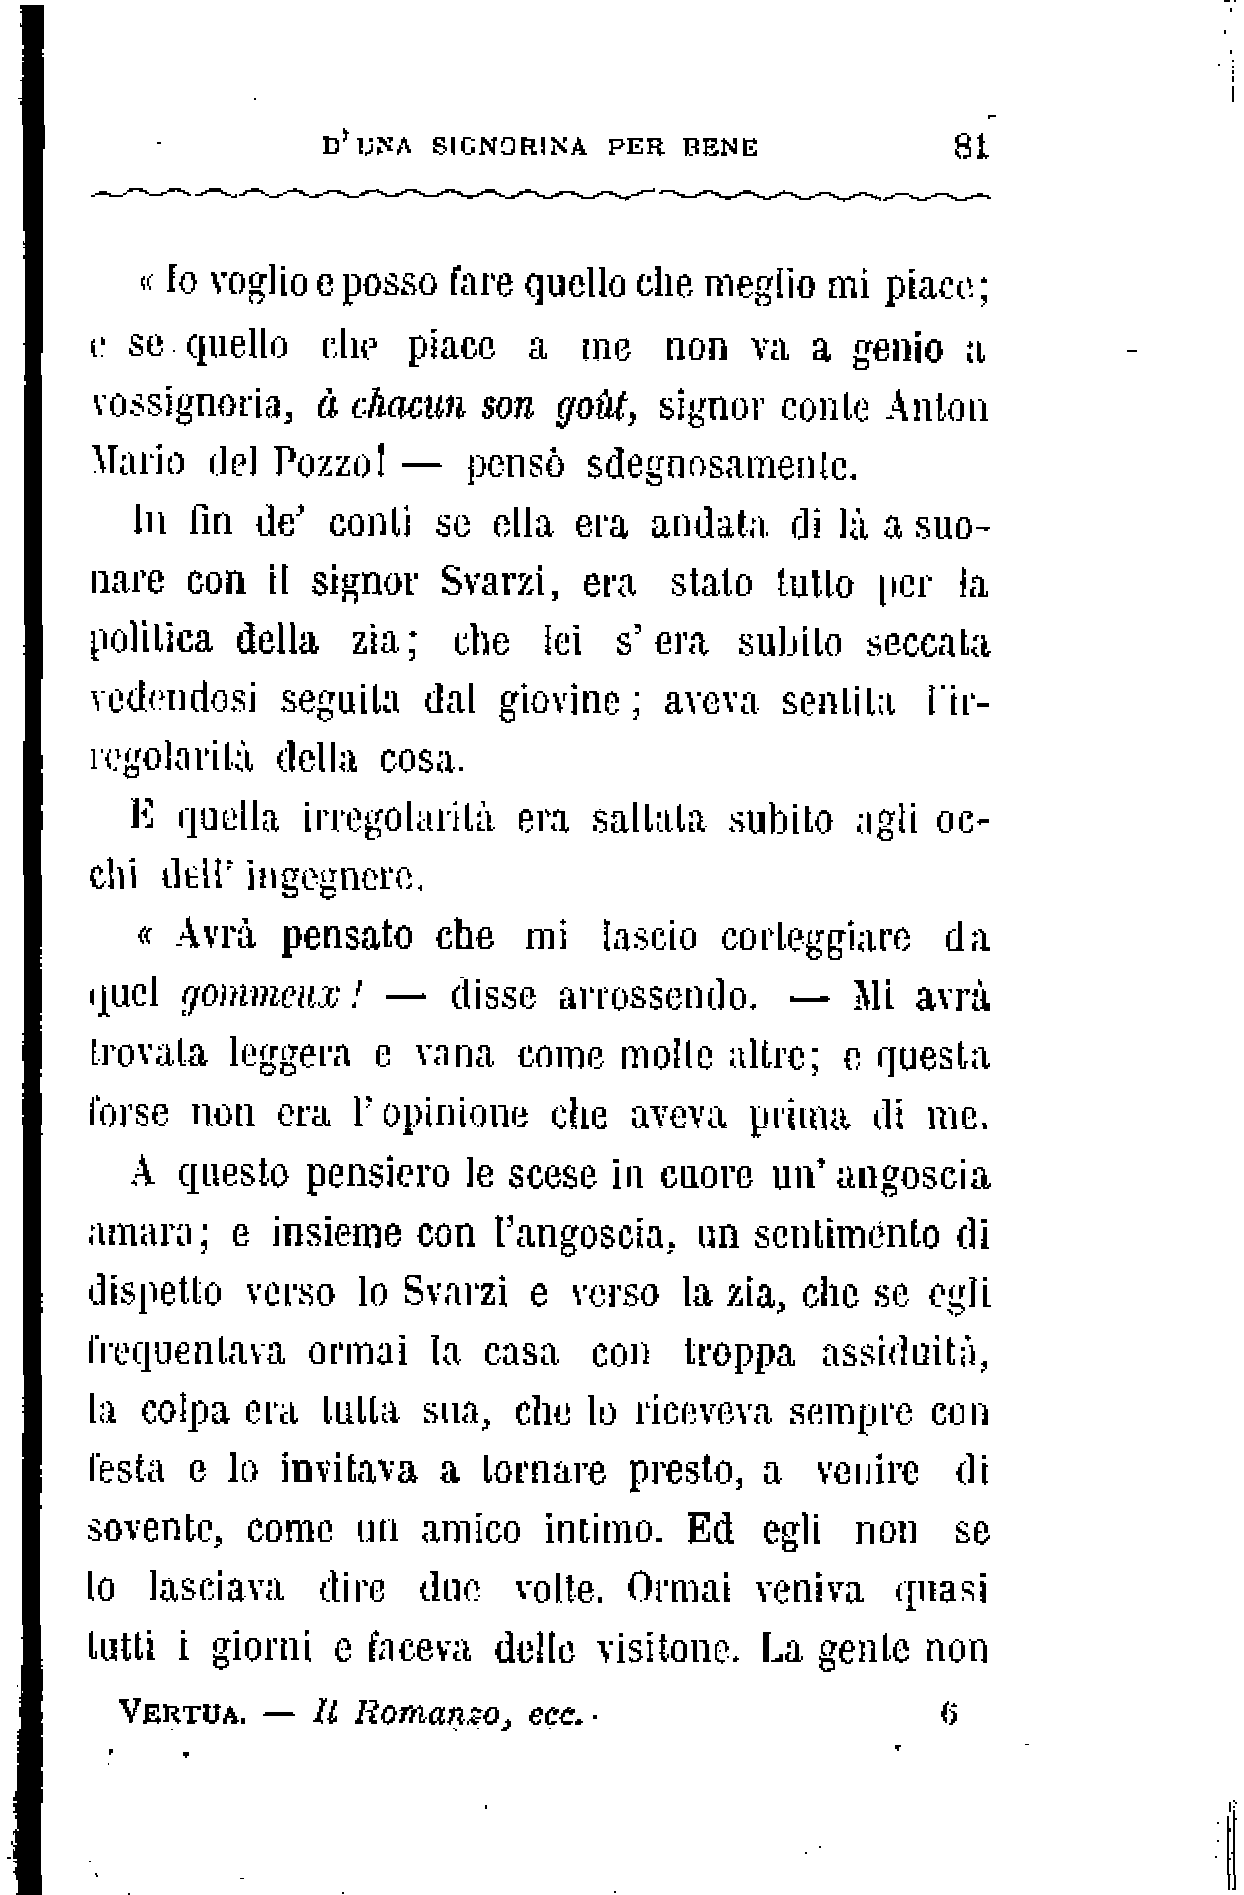 D'UNA SIGNORINA PER BENE 81
« Io voglio e posso fare quello che meglio mi piace;
e se quello che piace a me non va a genio a
vossignoria, à chacun son goût, signor conte Anton
Mario del Pozzo! — pensò sdegnosamente.
In fin de' conti se ella era andata di là a suo-
nare con il signor Svarzi, era stato tutto per la
politica della zia; che lei s'era subito seccata
vedendosi seguita dal giovine; aveva sentita l'ir-
regolarità della cosa.
E quella irregolarità era saltata subito agli oc-
chi dell'ingegnere.
« Avrà pensato che mi lascio corteggiare da
quel gommeux! — disse arrossendo. — Mi avrà
trovata leggera e vana come molte altre; e questa
forse non era l'opinione che aveva prima di me.
A questo pensiero le scese in cuore un'angoscia
amara; e insieme con l'angoscia, un sentimento di
dispetto verso lo Svarzi e verso la zia, che se egli
frequentava ormai la casa con troppa assiduità,
la colpa era tutta sua, che lo riceveva sempre con
festa e lo invitava a tornare presto, a venire di
sovente, come un amico intimo. Ed egli non se
lo lasciava dire due volte. Ormai veniva quasi
tutti i giorni e faceva delle visitone. La gente non
VERTUA. — Il Romanzo, ecc. 6